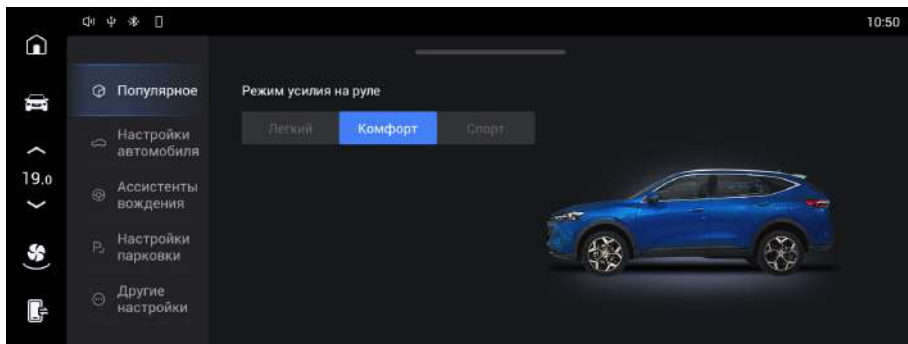 10:50
Популярное
Настройки
автомобиля
Ассистенты
вождения
Настройки
парковки
Другие
настройки
19.0
Режим усилия на руле
Легкий
Комфорт
Спорт